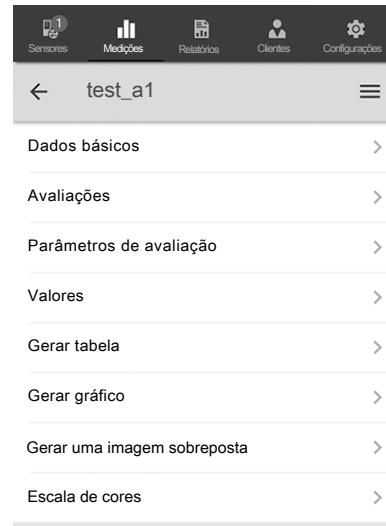 1
Sensores Medições Relatórios Clientes Configurações
test_a1
Dados básicos
Avaliações
Parâmetros de avaliação
Valores
Gerar tabela
Gerar gráfico
Gerar uma imagem sobreposta
Escala de cores